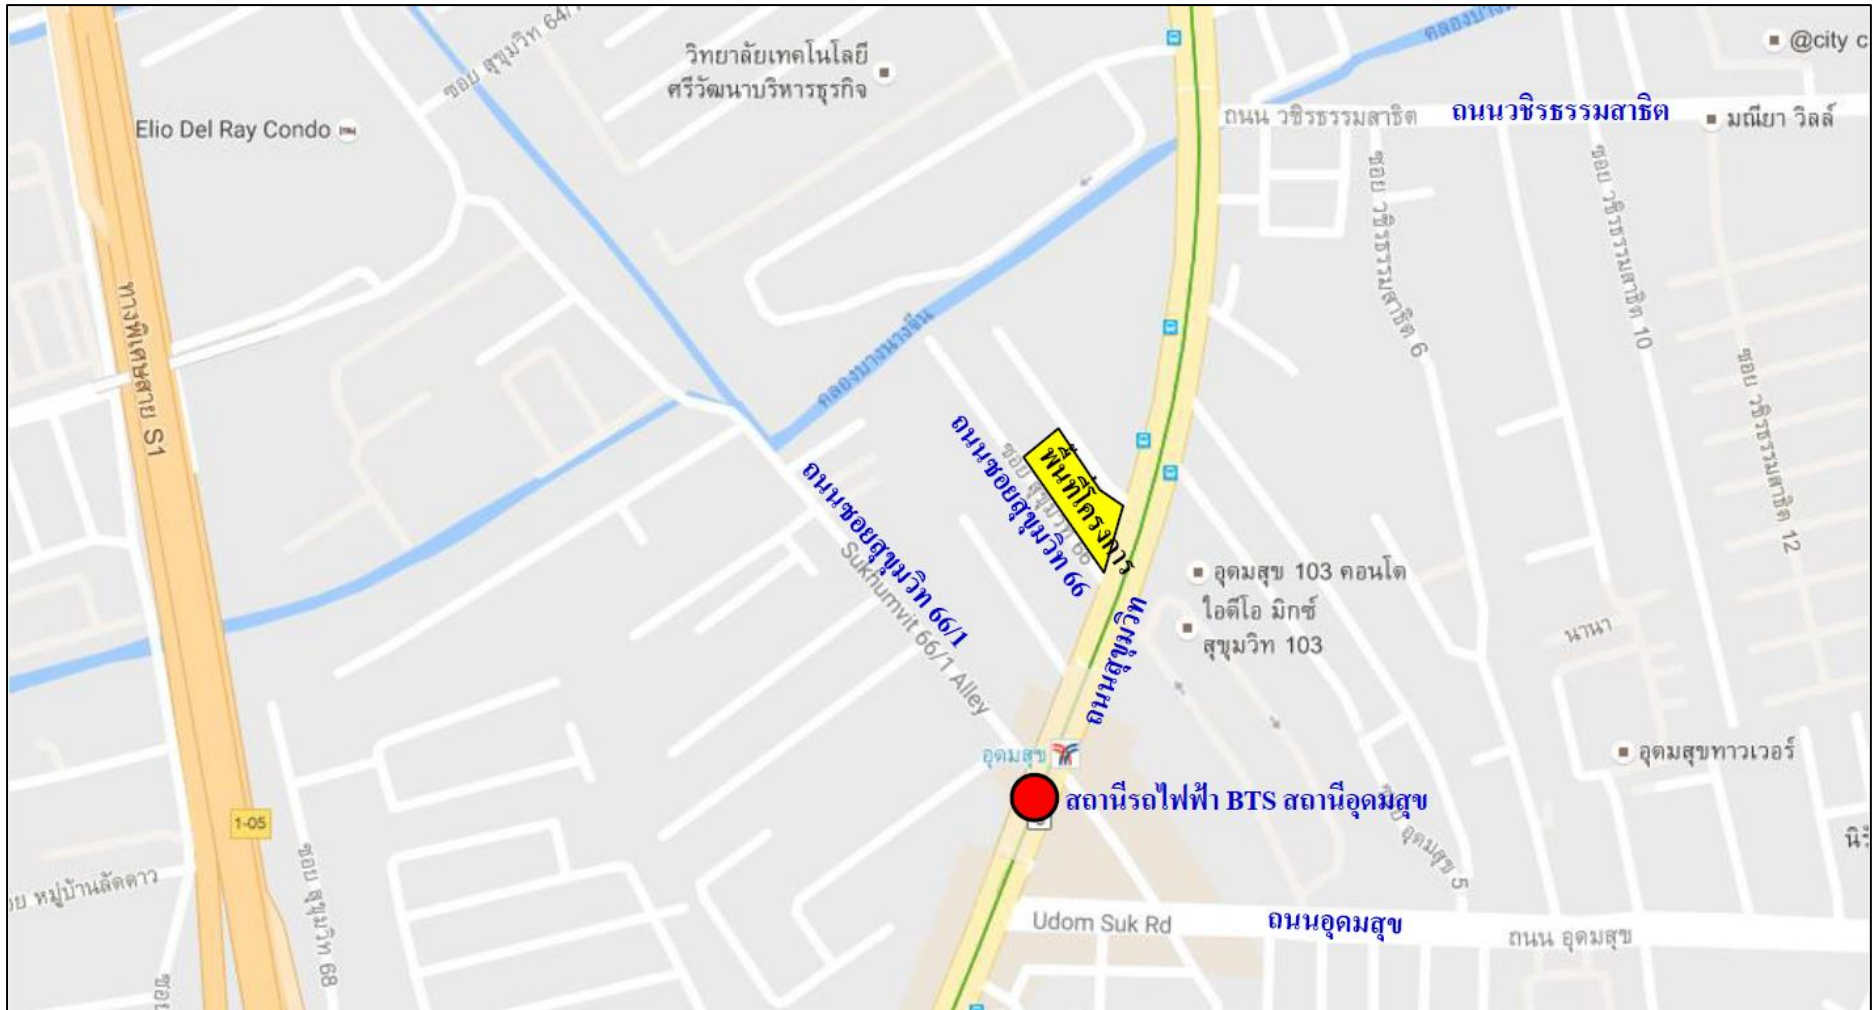 ซอย สุขุมวิท 64/1
วิทยาลัยเทคโนโลยี
ศรีวัฒนาบริหารธุรกิจ
@city c
Elio Del Ray Condo
ถนน วชิรธรรมสาธิต
ถนนวชิรธรรมสาธิต
มณียา วิลล์
ซอย วชิรธรรมสาธิต 6
ซอย วชิรธรรมสาธิต 10
ซอย วชิรธรรมสาธิต 12
ทางพิเศษสาย S1
คลองบางนางจีน
ถนนซอยสุขุมวิท 66
ซอย สุขุมวิท 66
พื้นที่โครงการ
ถนนซอยสุขุมวิท 66/1
Sukhumvit 66/1 Alley
อุดมสุข 103 คอนโด
ไอดีโอ มิกซ์
สุขุมวิท 103
ถนนสุขุมวิท
นานา
อุดมสุข
อุดมสุขทาวเวอร์
สถานีรถไฟฟ้า BTS สถานีอุดมสุข
1-05
ซอย อุดมสุข 5
ซอย สุขุมวิท 68
หมู่บ้านลัดดาว
Udom Suk Rd
ถนนอุดมสุข
ถนน อุดมสุข